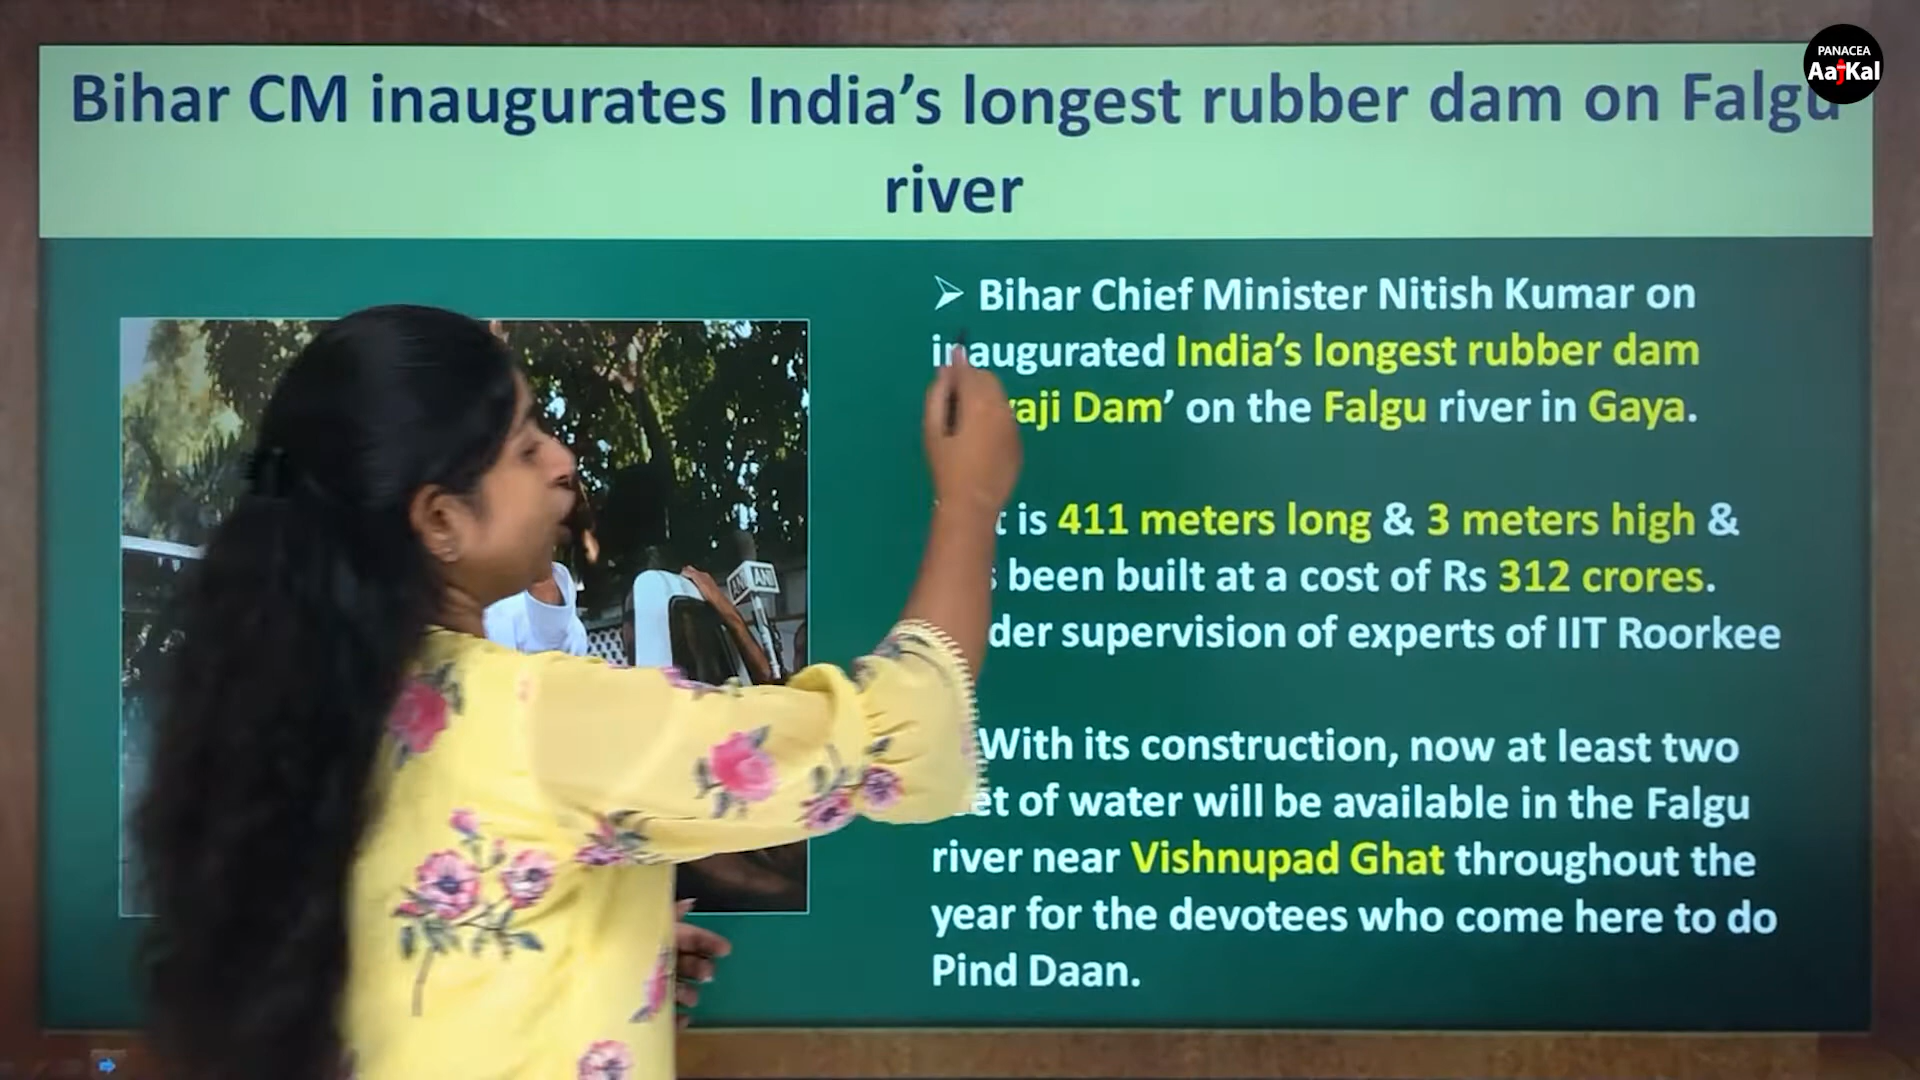 PANACEA
AajKal
Bihar CM inaugurates India's longest rubber dam on Falgu
river
➢ Bihar Chief Minister Nitish Kumar on
inaugurated India's longest rubber dam
Dam' on the Falgu river in Gaya.
is 411 meters long & 3 meters high &
been built at a cost of Rs 312 crores.
supervision of experts of IIT Roorkee
With its construction, now at least two
of water will be available in the Falgu
river near Vishnupad Ghat throughout the
year for the devotees who come here to do
Pind Daan.
ANI